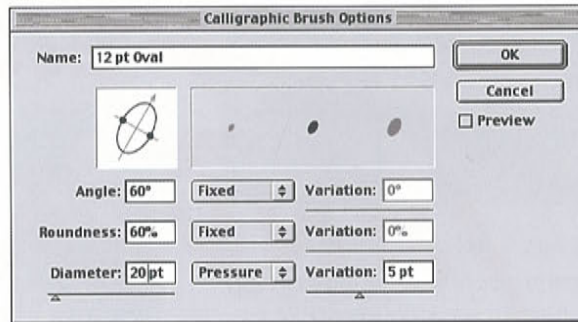 Calligraphic Brush Options
Name: 12 pt Oval
OK
Cancel
Preview
Angle: 60° Fixed Variation: 0°
Roundness: 60% Fixed Variation: 0%
Diameter: 20 pt Pressure Variation: 5 pt